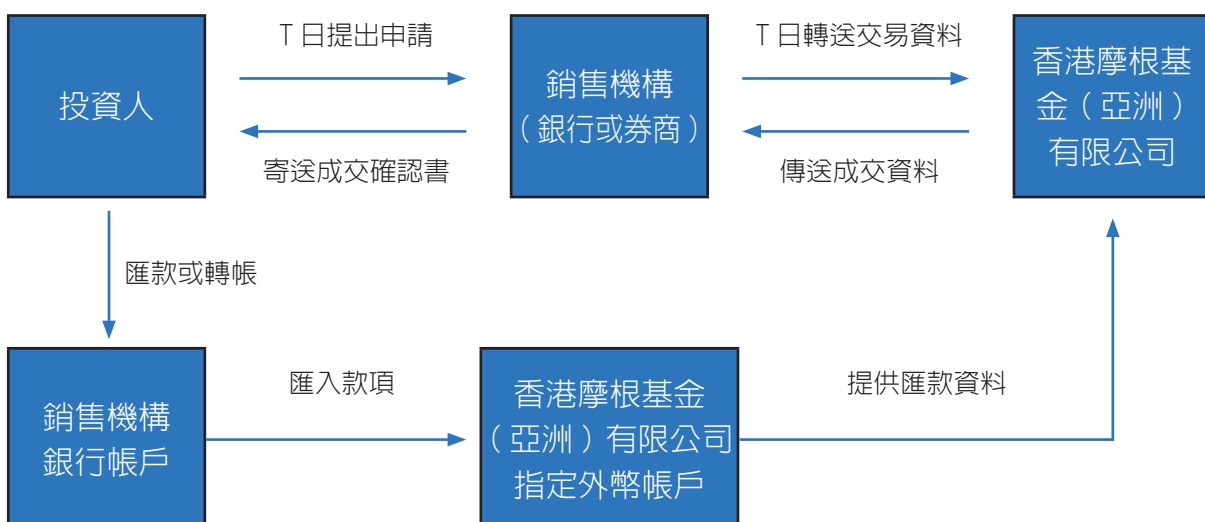 T日提出申請
T日轉送交易資料
投資人
銷售機構
（銀行或券商）
香港摩根基
金（亞洲）
有限公司
寄送成交確認書
傳送成交資料
匯款或轉帳
銷售機構
銀行帳戶
匯入款項
香港摩根基金
（亞洲）有限公司
指定外幣帳戶
提供匯款資料